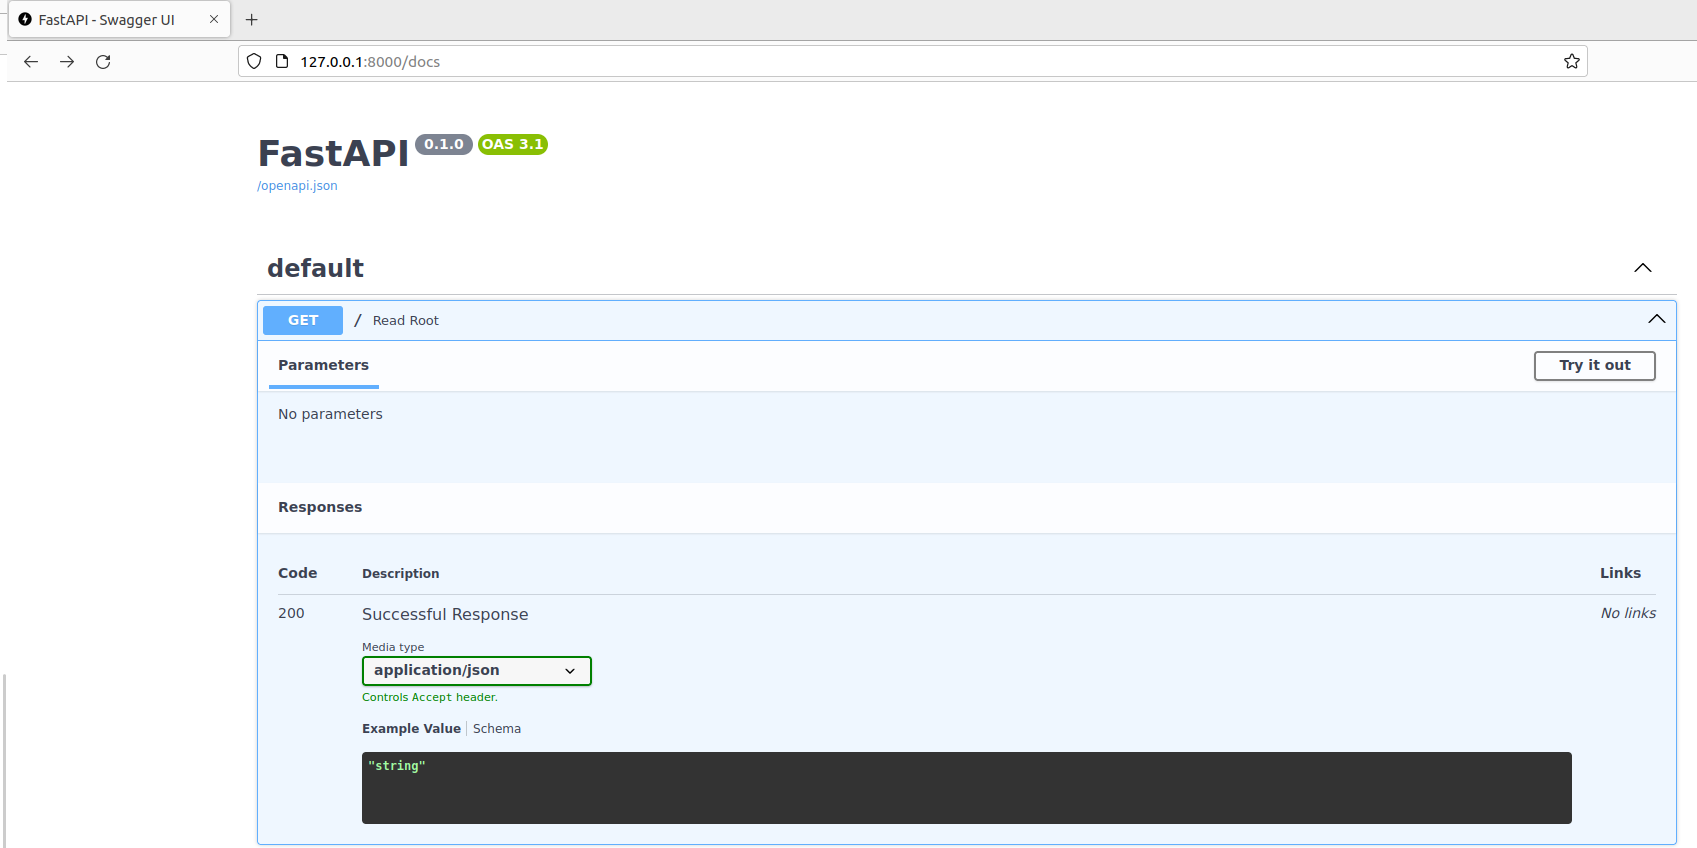 FastAPI - Swagger UI
127.0.0.1:8000/docs
FastAPI 0.1.0 OAS 3.1
/openapi.json
default
GET / Read Root
Parameters Try it out
No parameters
Responses
Code Description Links
200 Successful Response No links
Media type
application/json
Controls Accept header.
Example Value Schema
"string"